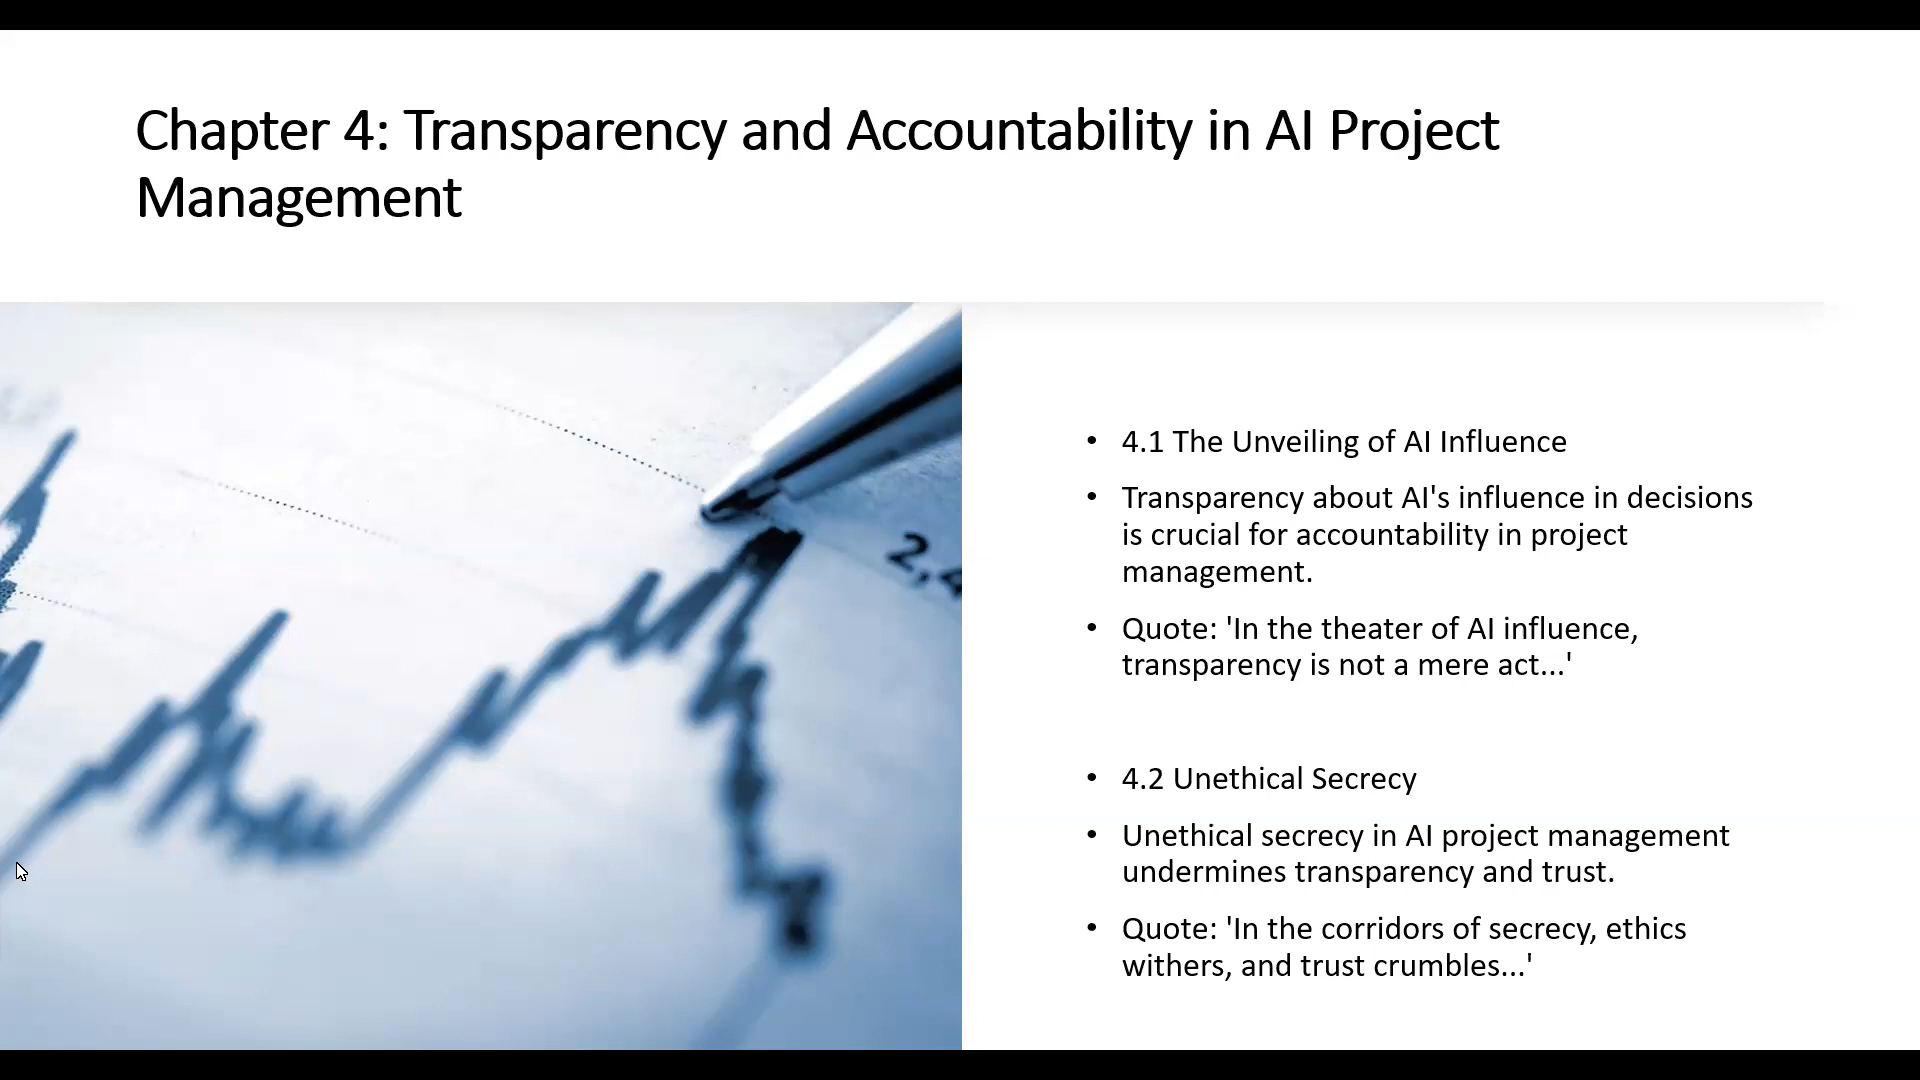 Chapter 4: Transparency and Accountability in AI Project
Management
2,4
• 4.1 The Unveiling of AI Influence
• Transparency about AI's influence in decisions
is crucial for accountability in project
management.
• Quote: 'In the theater of AI influence,
transparency is not a mere act...'
• 4.2 Unethical Secrecy
• Unethical secrecy in AI project management
undermines transparency and trust.
• Quote: 'In the corridors of secrecy, ethics
withers, and trust crumbles...'